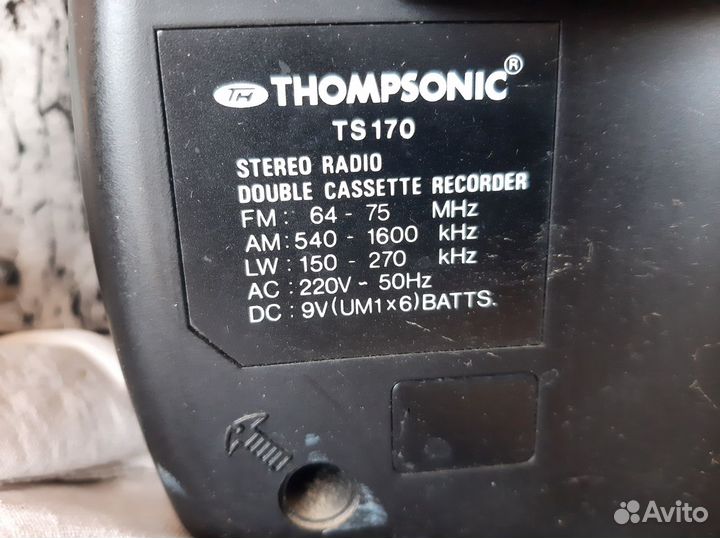 TH THOMPSONIC®
TS170
STEREO RADIO
DOUBLE CASSETTE RECORDER
FM: 64 - 75 MHz
AM: 540 - 1600 kHz
LW: 150 - 270 kHz
AC: 220V ~ 50Hz
DC: 9V(UM1×6)BATTS.
Avito